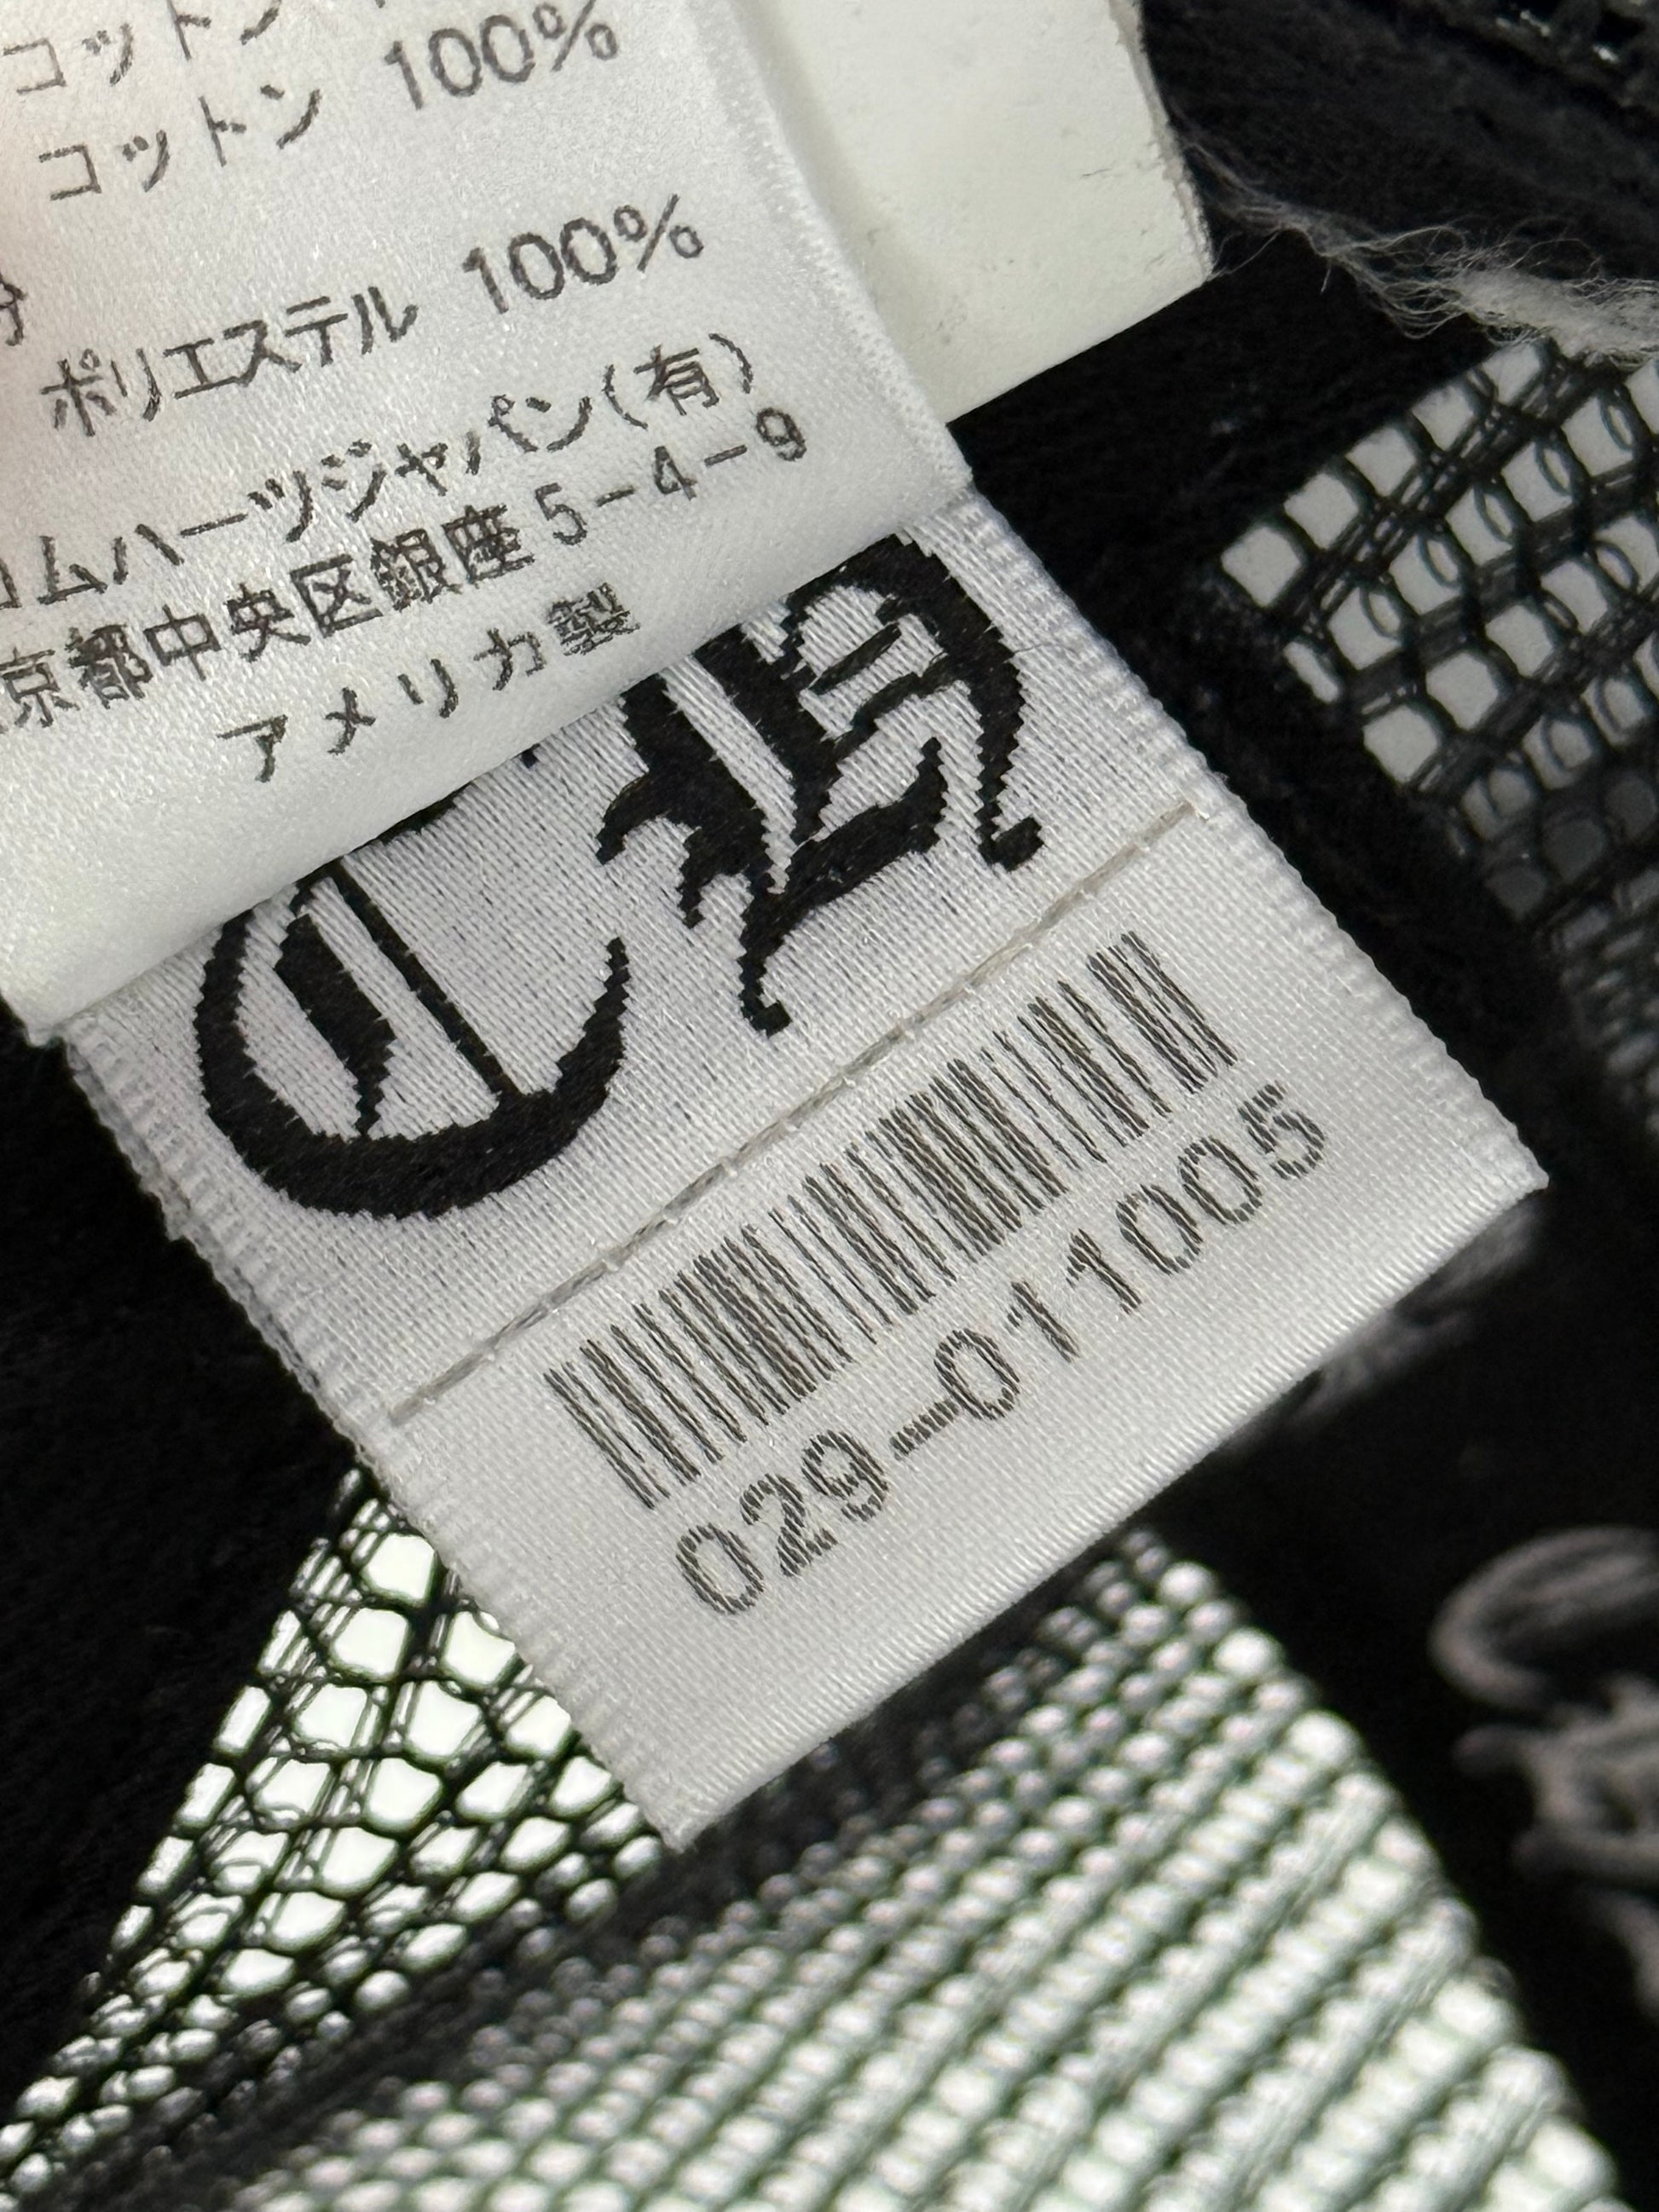 コットン
コットン 100%
ポリエステル 100%
ムハーツジャパン(有)
京都中央区銀座5-4-9
アメリカ製
CH
029-011005